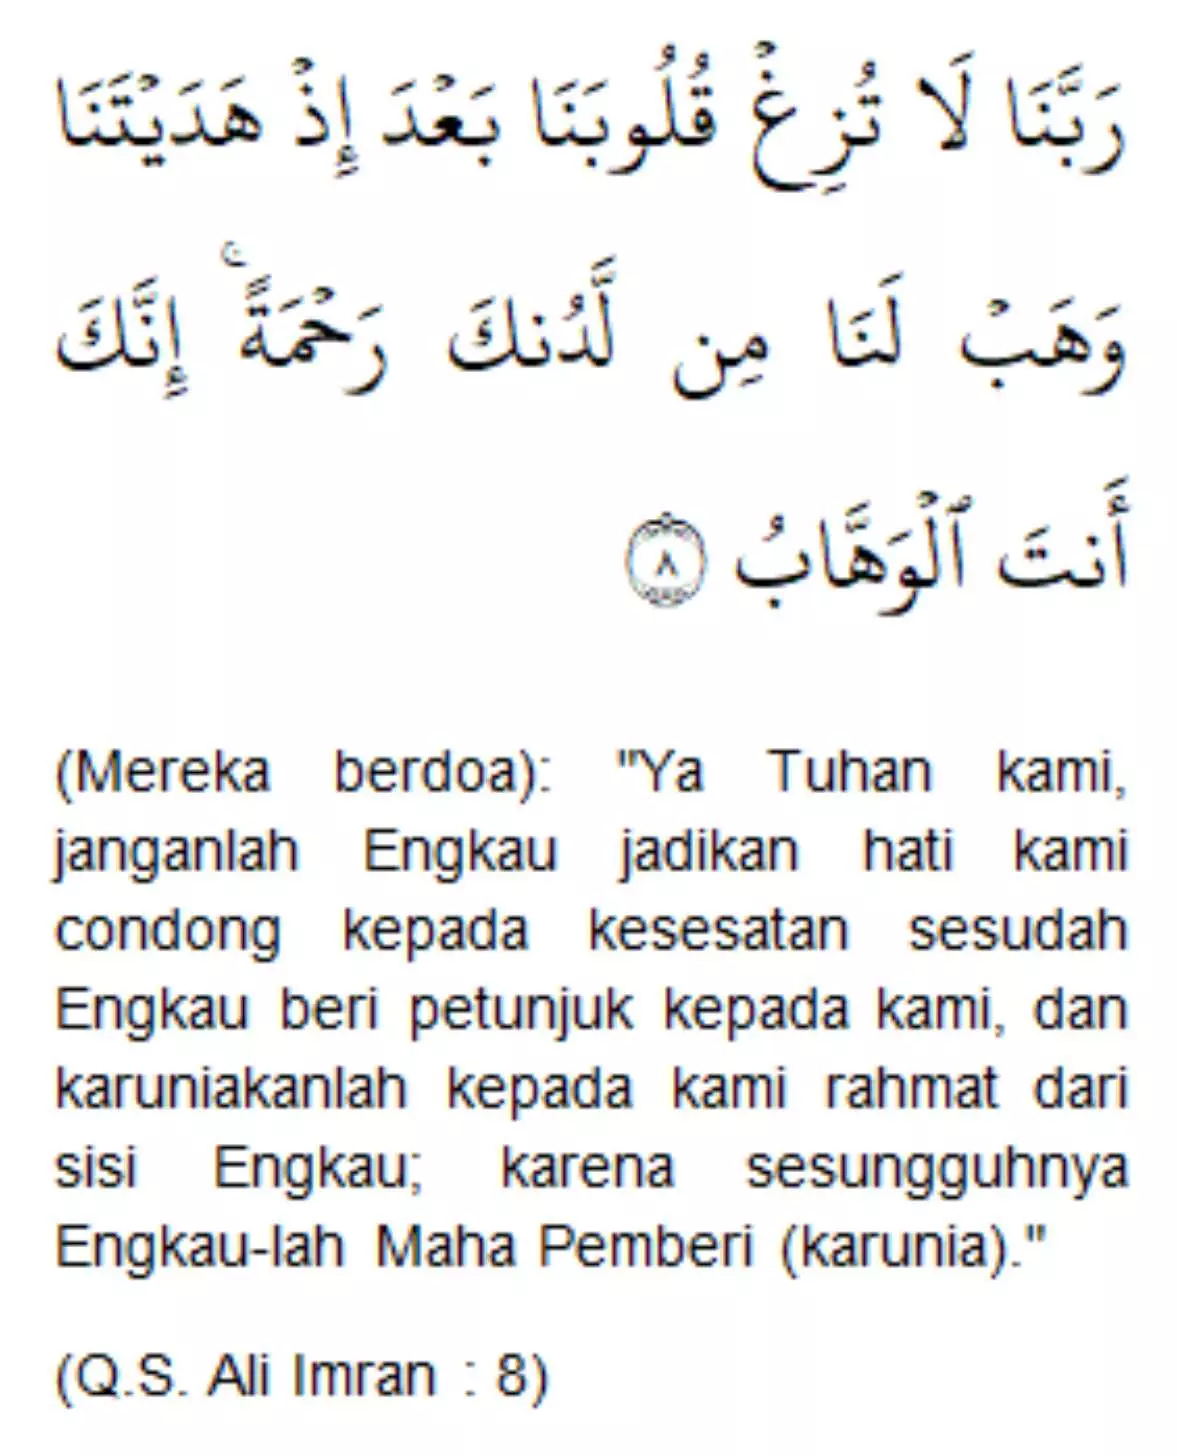 رَبَّنَا لَا تُزِغْ قُلُوبَنَا بَعْدَ إِذْ هَدَيْتَنَا
وَهَبْ لَنَا مِن لَّدُنكَ رَحْمَةً ۚ إِنَّكَ
أَنتَ ٱلْوَهَّابُ ٨
(Mereka berdoa): "Ya Tuhan kami,
janganlah Engkau jadikan hati kami
condong kepada kesesatan sesudah
Engkau beri petunjuk kepada kami, dan
karuniakanlah kepada kami rahmat dari
sisi Engkau; karena sesungguhnya
Engkau-lah Maha Pemberi (karunia)."
(Q.S. Ali Imran : 8)